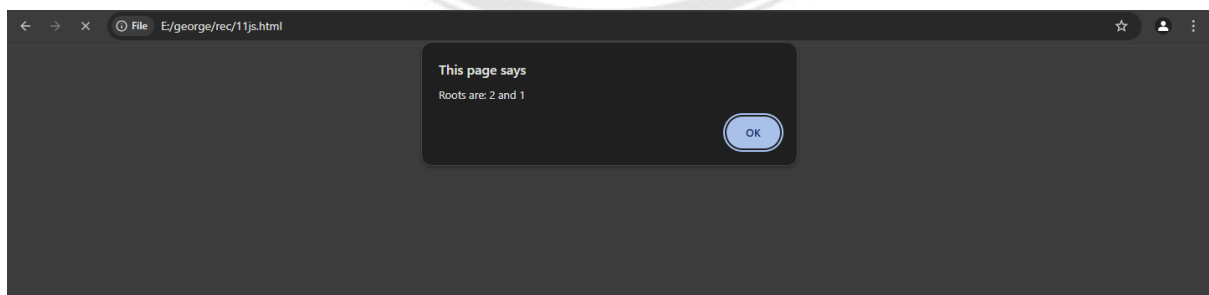 File E:/george/rec/11js.html
This page says
Roots are: 2 and 1
OK